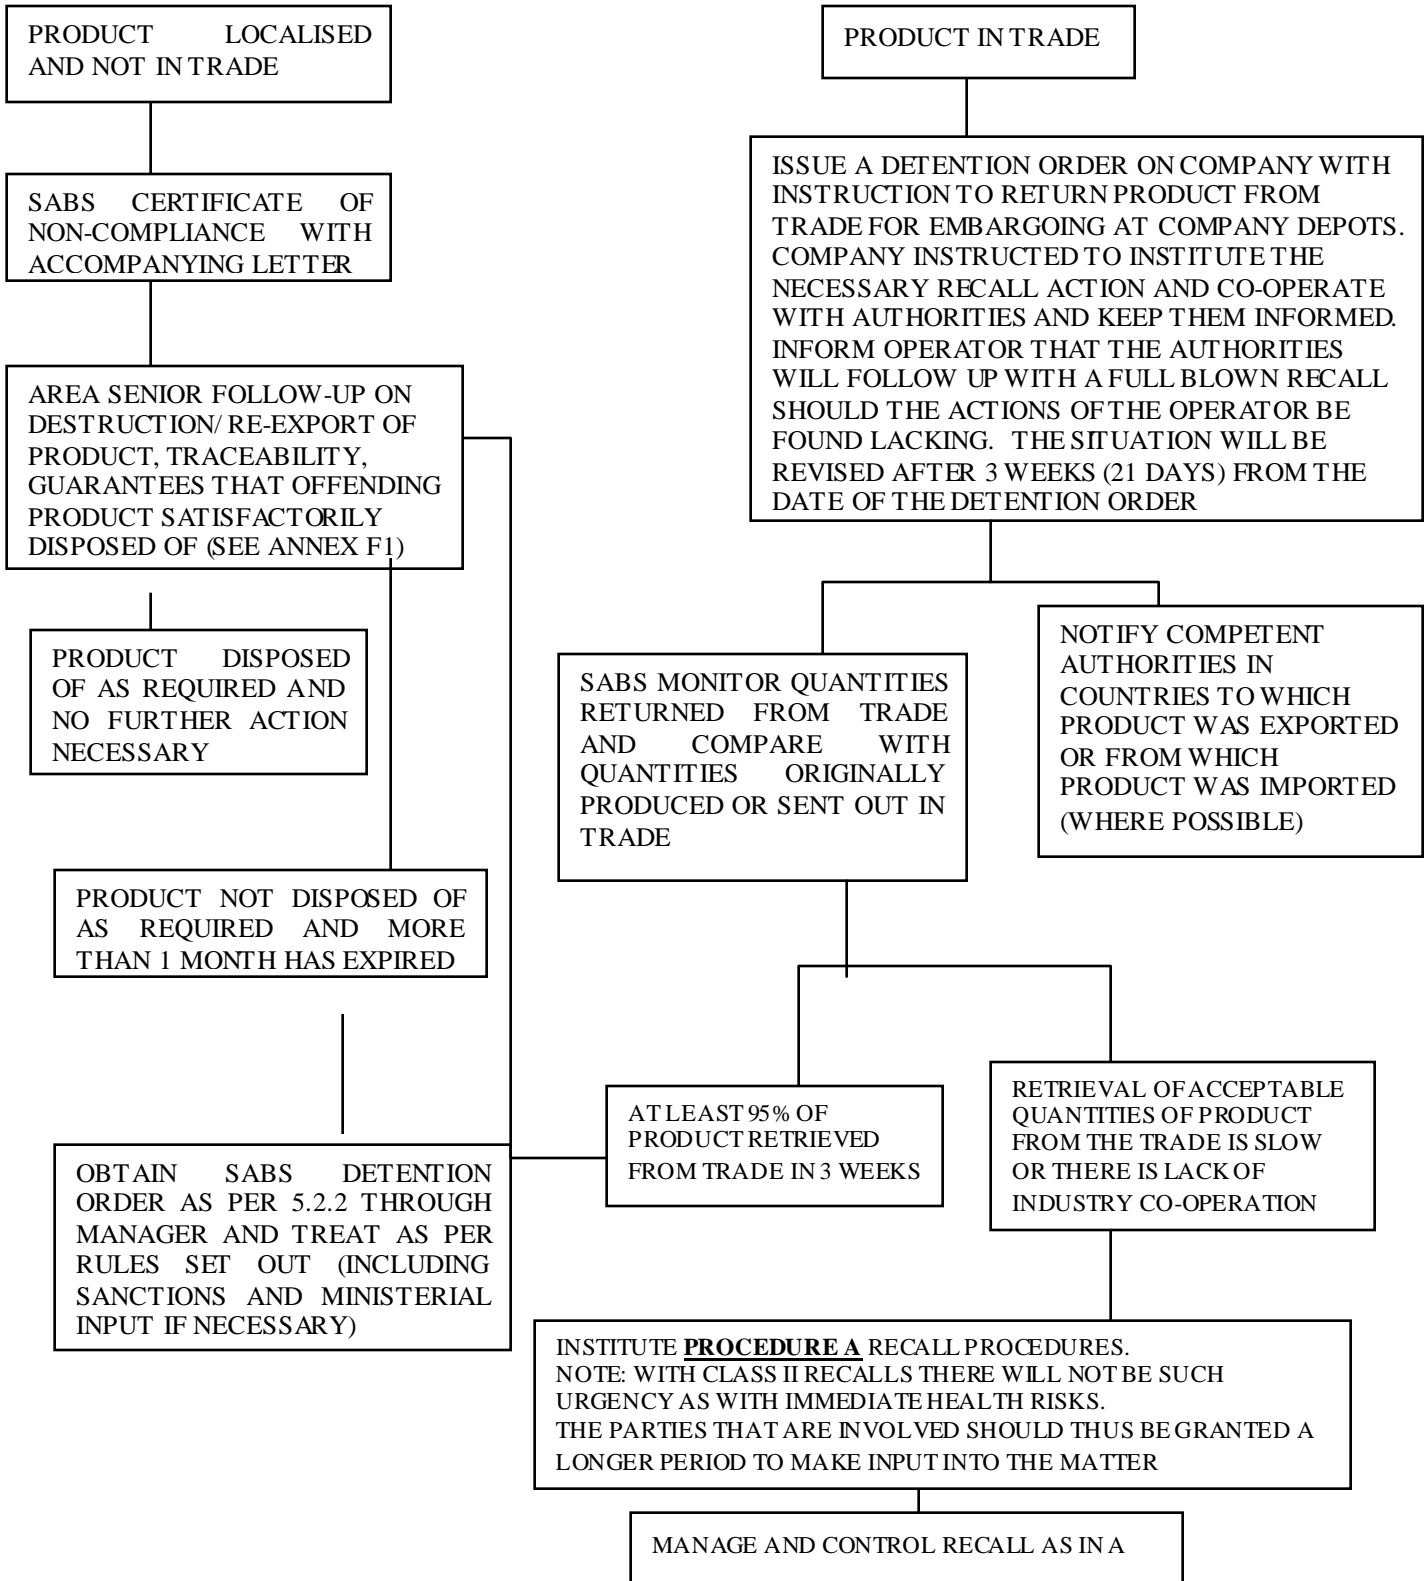 PRODUCT LOCALISED
AND NOT IN TRADE
SABS CERTIFICATE OF
NON-COMPLIANCE WITH
ACCOMPANYING LETTER
AREA SENIOR FOLLOW-UP ON
DESTRUCTION/ RE-EXPORT OF
PRODUCT, TRACEABILITY,
GUARANTEES THAT OFFENDING
PRODUCT SATISFACTORILY
DISPOSED OF (SEE ANNEX F1)
PRODUCT DISPOSED
OF AS REQUIRED AND
NO FURTHER ACTION
NECESSARY
PRODUCT NOT DISPOSED OF
AS REQUIRED AND MORE
THAN 1 MONTH HAS EXPIRED
OBTAIN SABS DETENTION
ORDER AS PER 5.2.2 THROUGH
MANAGER AND TREAT AS PER
RULES SET OUT (INCLUDING
SANCTIONS AND MINISTERIAL
INPUT IF NECESSARY)
PRODUCT IN TRADE
ISSUE A DETENTION ORDER ON COMPANY WITH
INSTRUCTION TO RETURN PRODUCT FROM
TRADE FOR EMBARGOING AT COMPANY DEPOTS.
COMPANY INSTRUCTED TO INSTITUTE THE
NECESSARY RECALL ACTION AND CO-OPERATE
WITH AUTHORITIES AND KEEP THEM INFORMED.
INFORM OPERATOR THAT THE AUTHORITIES
WILL FOLLOW UP WITH A FULL BLOWN RECALL
SHOULD THE ACTIONS OF THE OPERATOR BE
FOUND LACKING. THE SITUATION WILL BE
REVISED AFTER 3 WEEKS (21 DAYS) FROM THE
DATE OF THE DETENTION ORDER
SABS MONITOR QUANTITIES
RETURNED FROM TRADE
AND COMPARE WITH
QUANTITIES ORIGINALLY
PRODUCED OR SENT OUT IN
TRADE
NOTIFY COMPETENT
AUTHORITIES IN
COUNTRIES TO WHICH
PRODUCT WAS EXPORTED
OR FROM WHICH
PRODUCT WAS IMPORTED
(WHERE POSSIBLE)
AT LEAST 95% OF
PRODUCT RETRIEVED
FROM TRADE IN 3 WEEKS
RETRIEVAL OF ACCEPTABLE
QUANTITIES OF PRODUCT
FROM THE TRADE IS SLOW
OR THERE IS LACK OF
INDUSTRY CO-OPERATION
INSTITUTE PROCEDURE A RECALL PROCEDURES.
NOTE: WITH CLASS II RECALLS THERE WILL NOT BE SUCH
URGENCY AS WITH IMMEDIATE HEALTH RISKS.
THE PARTIES THAT ARE INVOLVED SHOULD THUS BE GRANTED A
LONGER PERIOD TO MAKE INPUT INTO THE MATTER
MANAGE AND CONTROL RECALL AS IN A